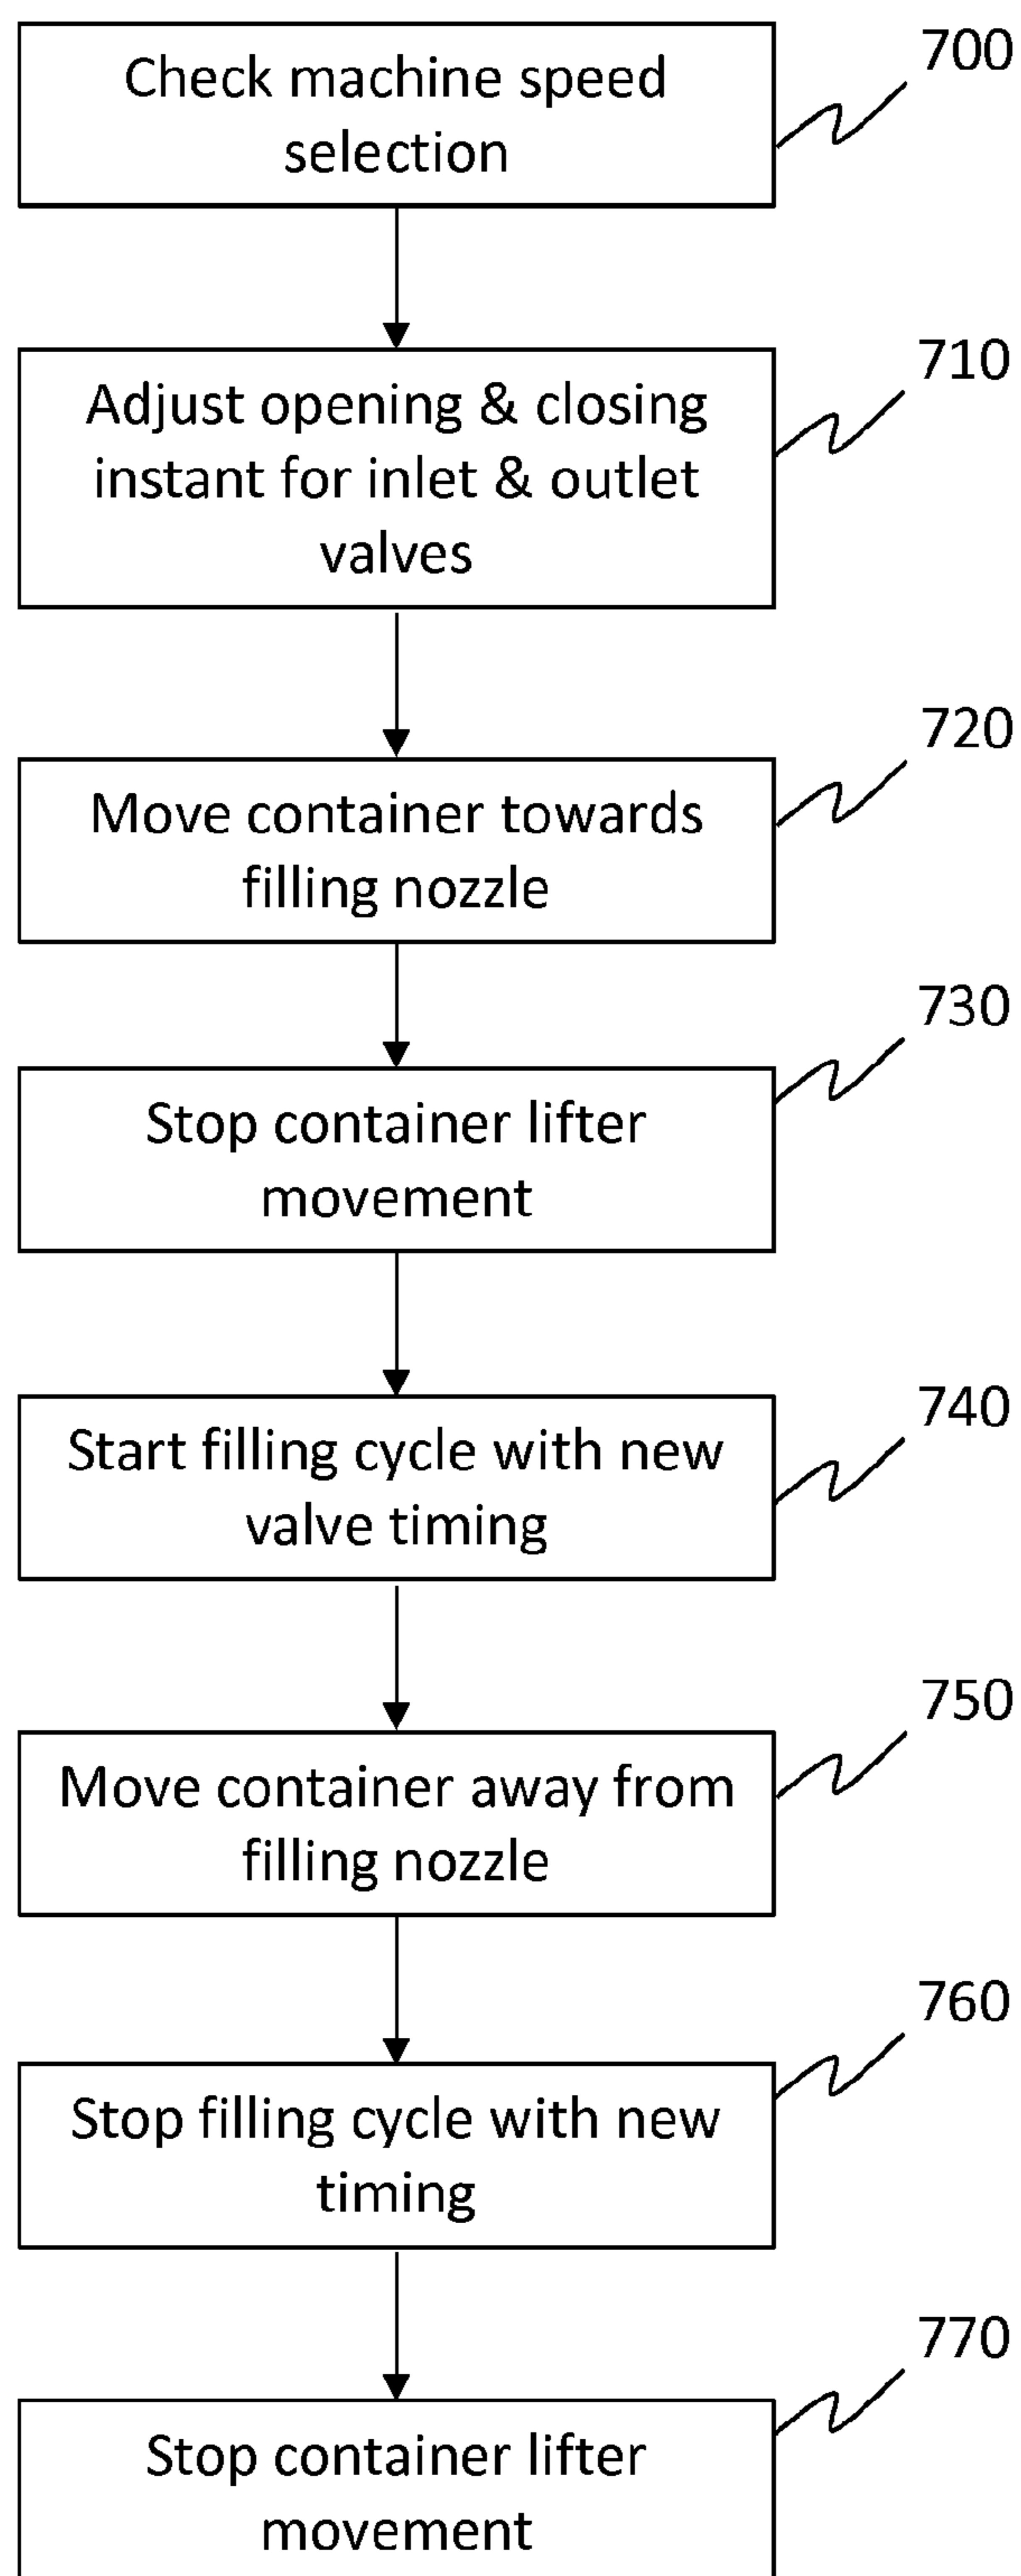 Check machine speed
selection
700
Adjust opening & closing
instant for inlet & outlet
valves
710
Move container towards
filling nozzle
720
Stop container lifter
movement
730
Start filling cycle with new
valve timing
740
Move container away from
filling nozzle
750
Stop filling cycle with new
timing
760
Stop container lifter
movement
770